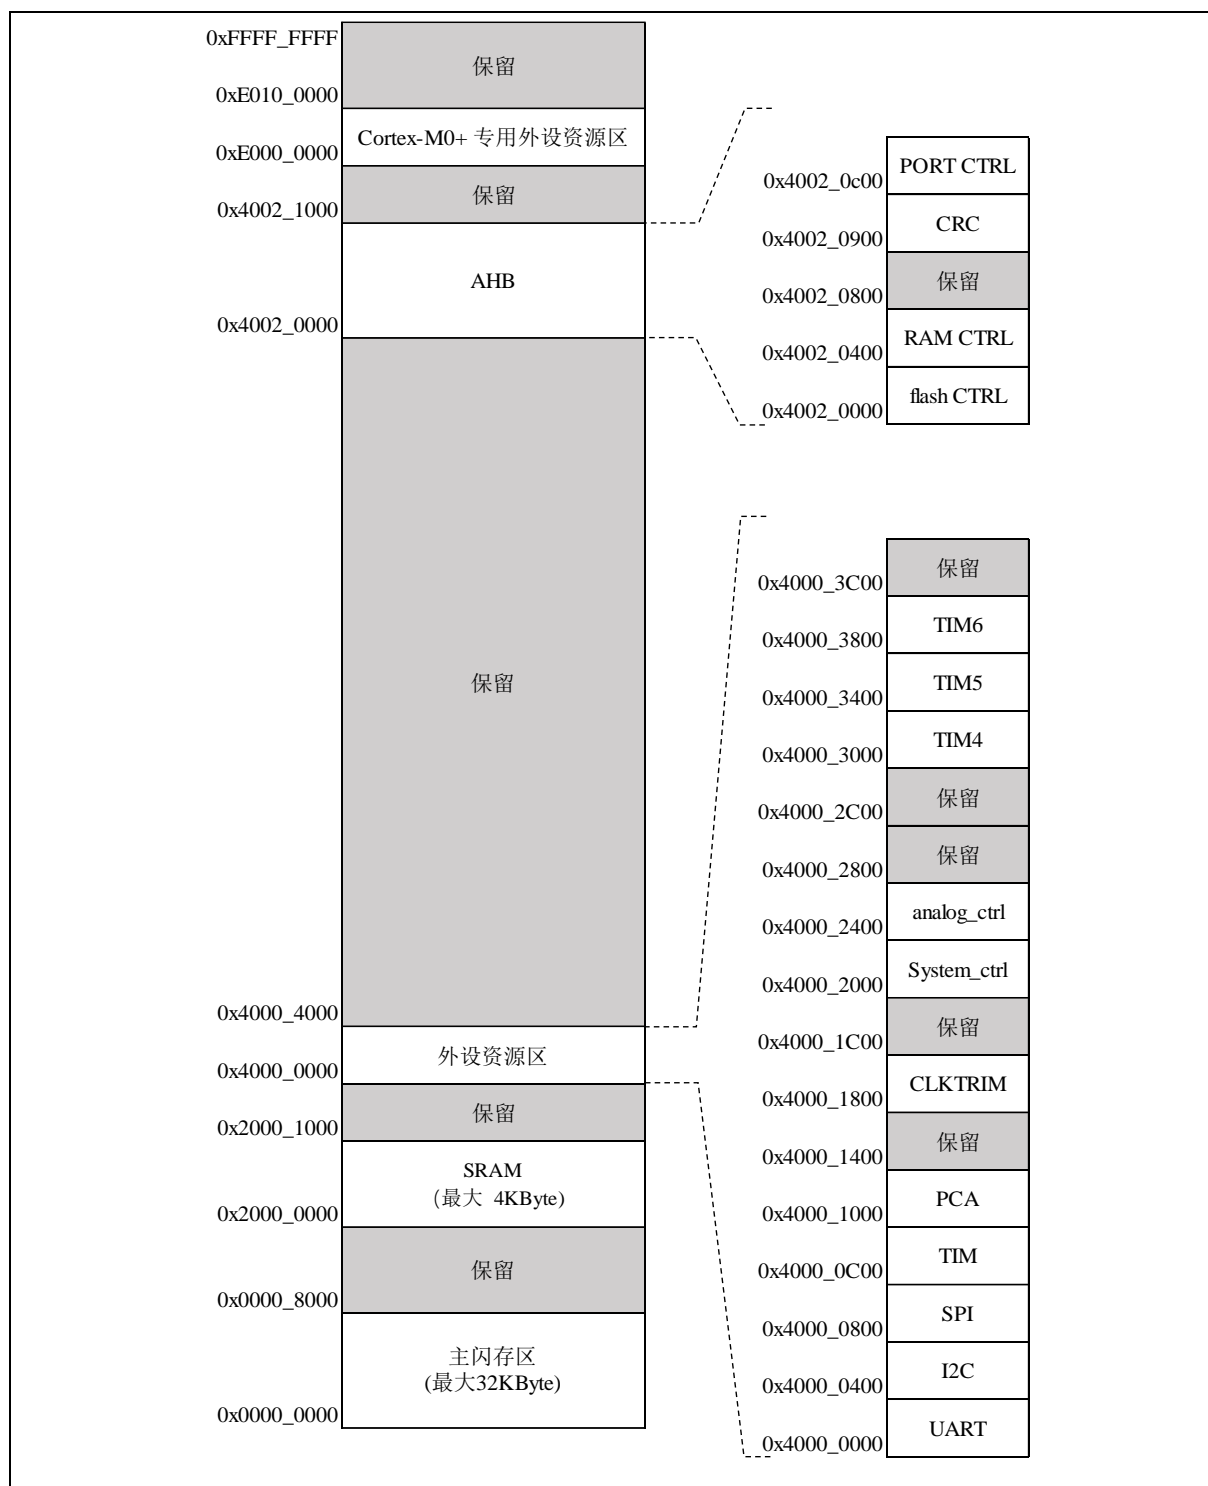 0xFFFF_FFFF
保留
0xE010_0000
Cortex-M0+ 专用外设资源区
0xE000_0000
保留
0x4002_1000
AHB
0x4002_0000
保留
0x4000_4000
外设资源区
0x4000_0000
保留
0x2000_1000
SRAM
(最大 4KByte)
0x2000_0000
保留
0x0000_8000
主闪存区
(最大32KByte)
0x0000_0000
PORT CTRL
0x4002_0c00
CRC
0x4002_0900
保留
0x4002_0800
RAM CTRL
0x4002_0400
flash CTRL
0x4002_0000
保留
0x4000_3C00
TIM6
0x4000_3800
TIM5
0x4000_3400
TIM4
0x4000_3000
保留
0x4000_2C00
保留
0x4000_2800
analog_ctrl
0x4000_2400
System_ctrl
0x4000_2000
保留
0x4000_1C00
CLKTRIM
0x4000_1800
保留
0x4000_1400
PCA
0x4000_1000
TIM
0x4000_0C00
SPI
0x4000_0800
I2C
0x4000_0400
UART
0x4000_0000